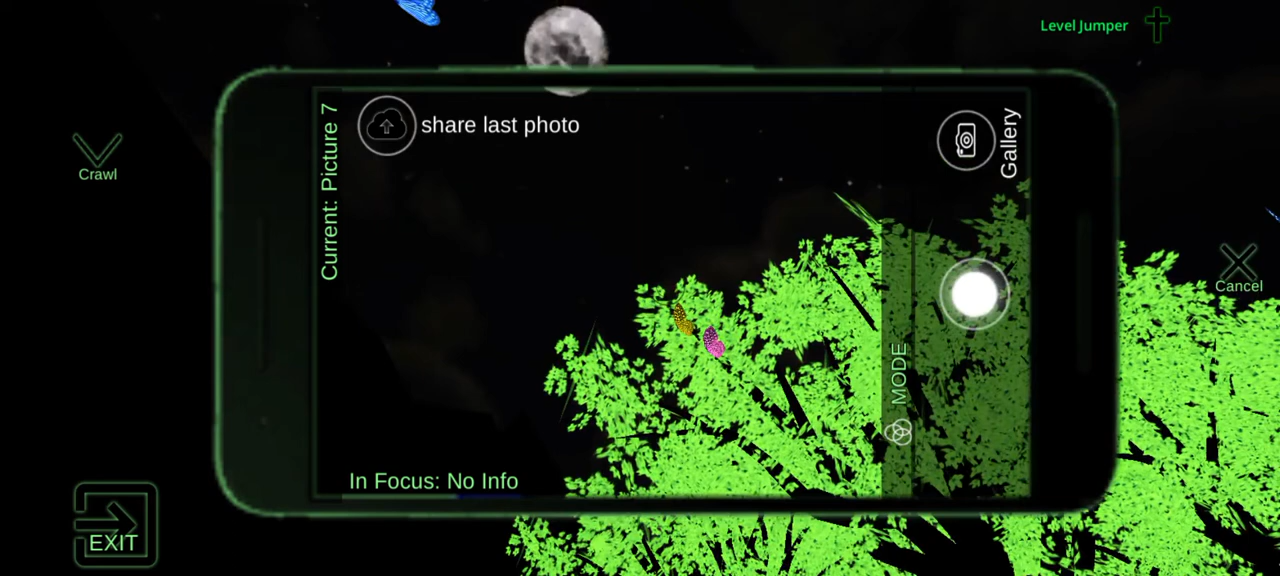 Level Jumper
share last photo
Gallery
Current: Picture 7
Crawl
Cancel
MODE
In Focus: No Info
EXIT